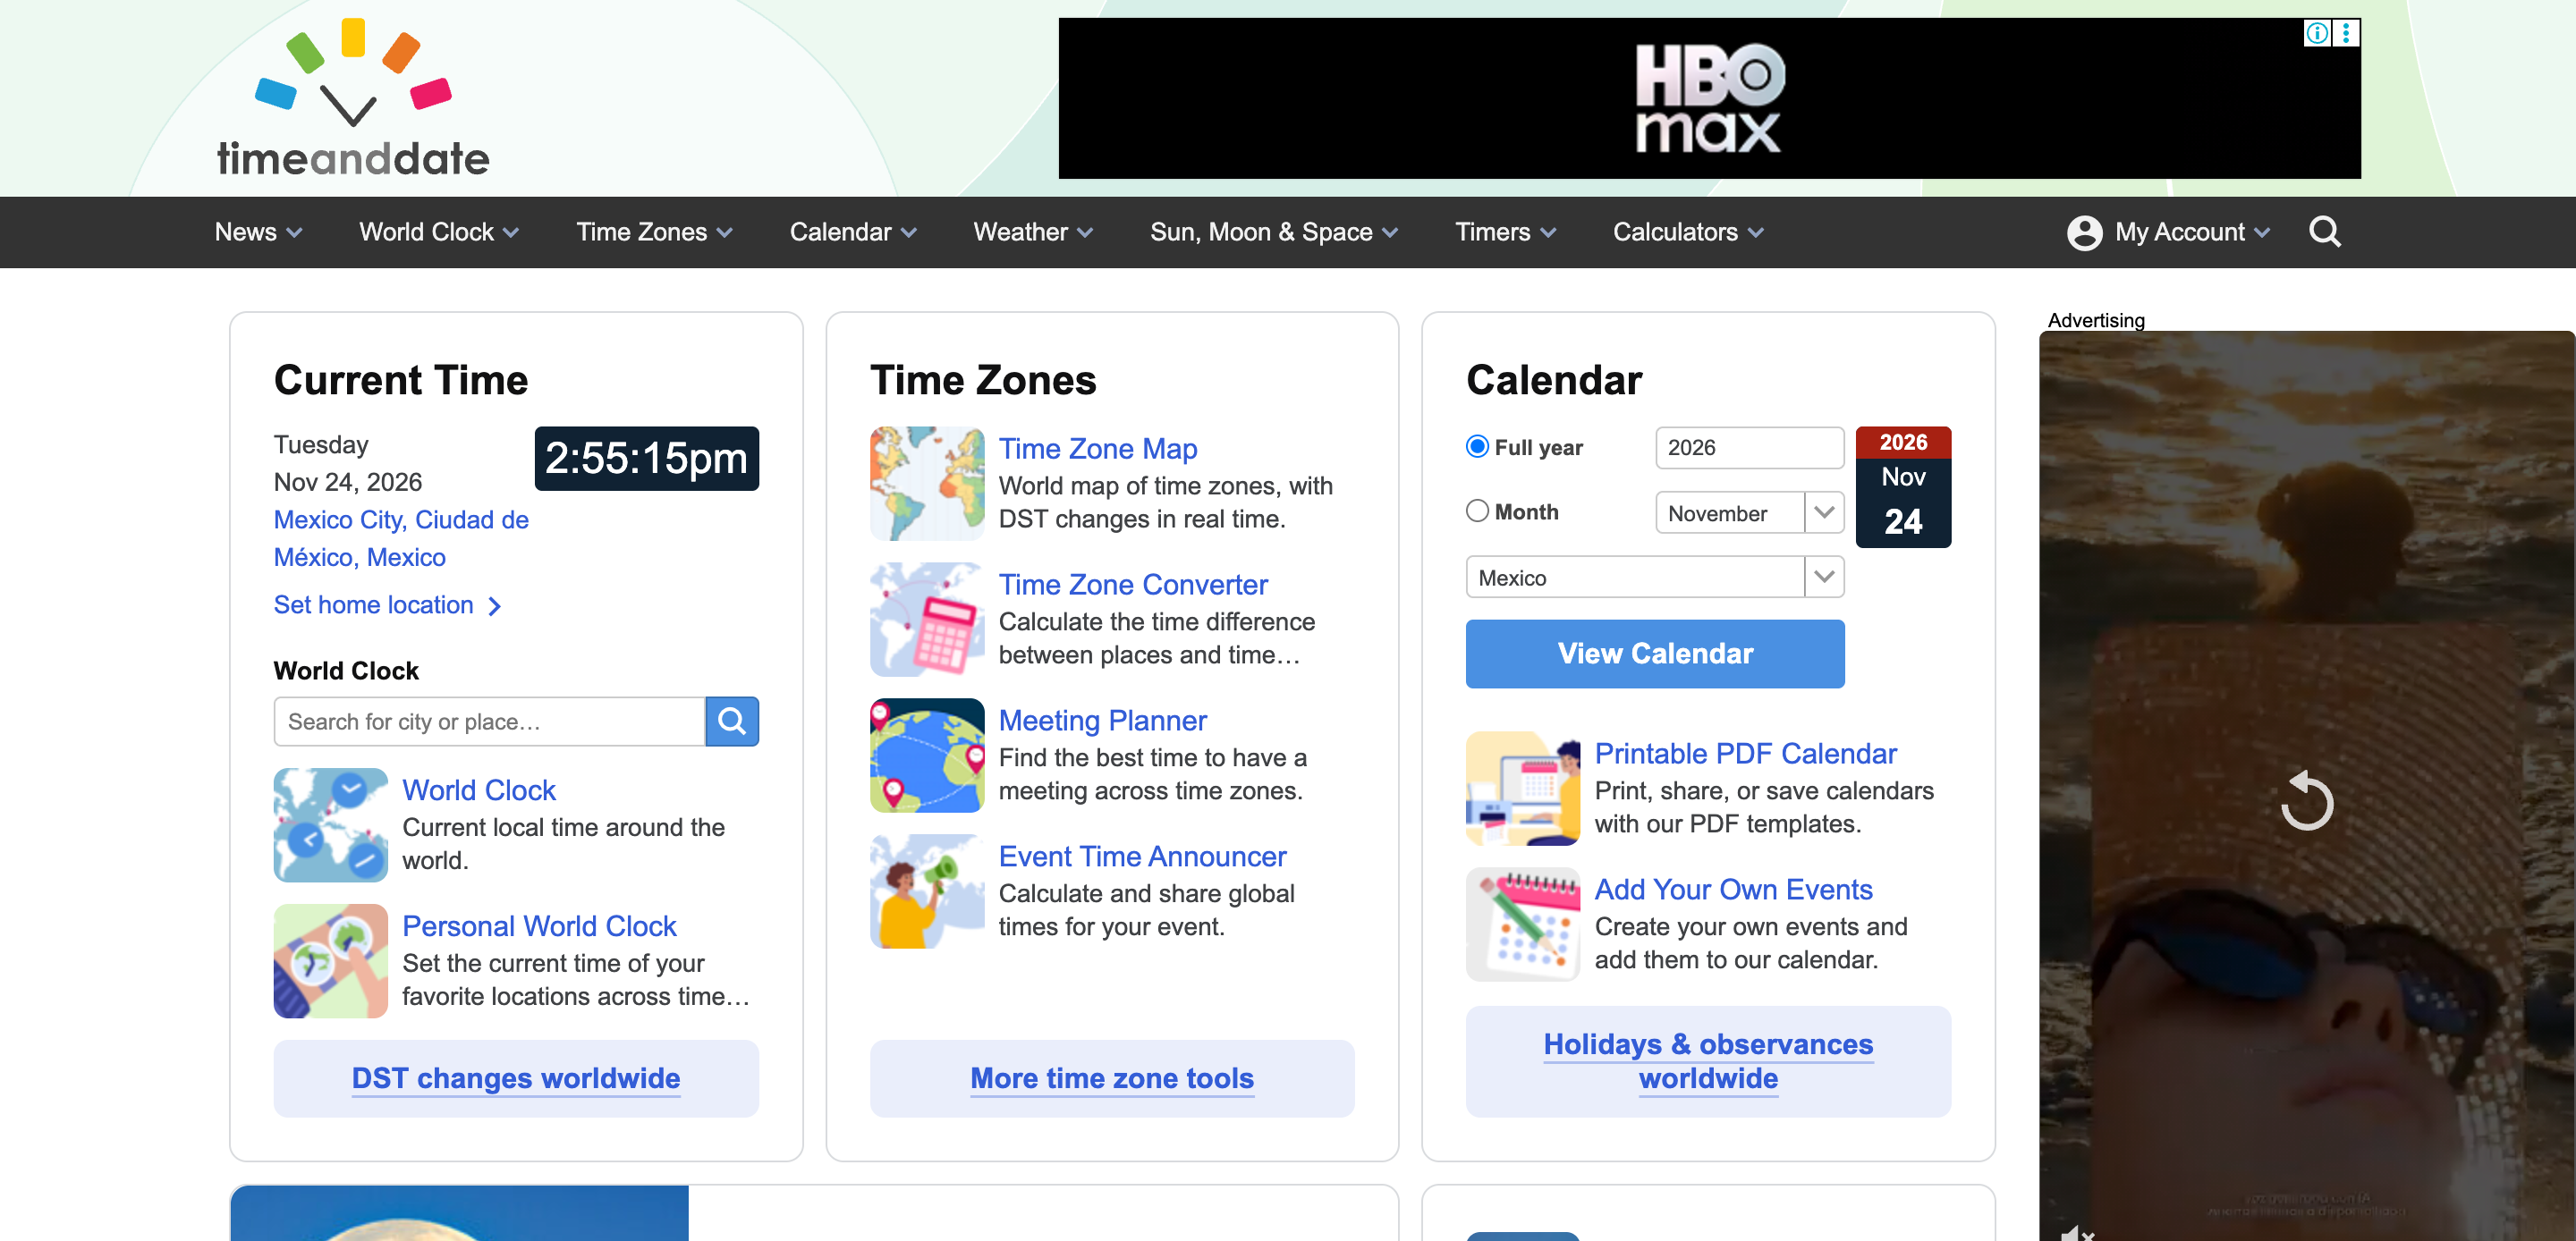 timeanddate
HBO
max
News
World Clock
Time Zones
Calendar
Weather
Sun, Moon & Space
Timers
Calculators
My Account
Current Time
Tuesday
Nov 24, 2026
Mexico City, Ciudad de
México, Mexico
2:55:15pm
Set home location
World Clock
Search for city or place…
World Clock
Current local time around the
world.
Personal World Clock
Set the current time of your
favorite locations across time…
DST changes worldwide
Time Zones
Time Zone Map
World map of time zones, with
DST changes in real time.
Time Zone Converter
Calculate the time difference
between places and time…
Meeting Planner
Find the best time to have a
meeting across time zones.
Event Time Announcer
Calculate and share global
times for your event.
More time zone tools
Calendar
Full year
2026
Month
November
Mexico
2026
Nov
24
View Calendar
Printable PDF Calendar
Print, share, or save calendars
with our PDF templates.
Add Your Own Events
Create your own events and
add them to our calendar.
Holidays & observances
worldwide
Advertising